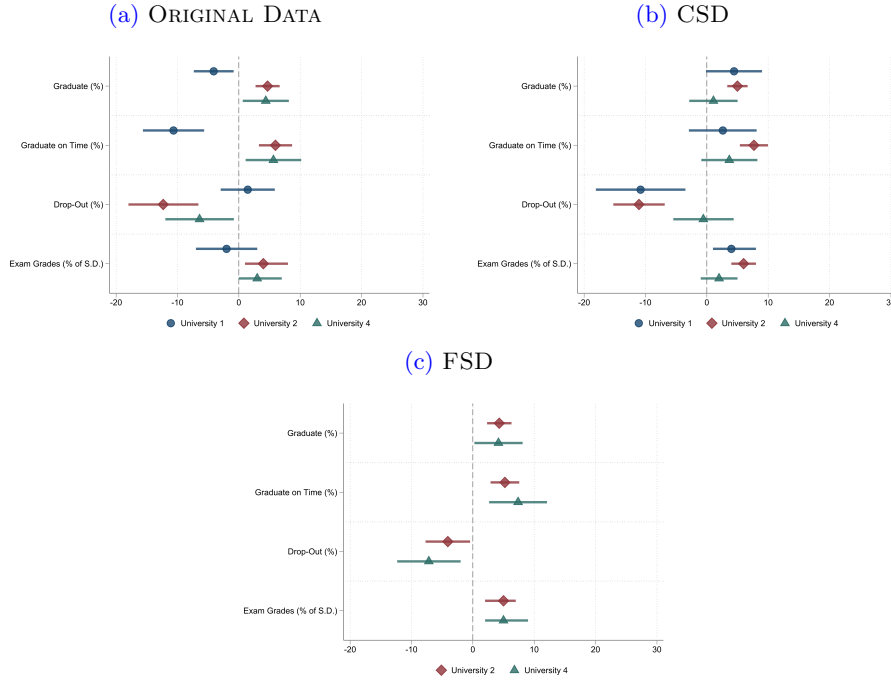 (a) Original Data
Graduate (%)
Graduate on Time (%)
Drop-Out (%)
Exam Grades (% of S.D.)
-20 -10 0 10 20 30
University 1 University 2 University 4
(b) CSD
Graduate (%)
Graduate on Time (%)
Drop-Out (%)
Exam Grades (% of S.D.)
-20 -10 0 10 20 3
University 1 University 2 University 4
(c) FSD
Graduate (%)
Graduate on Time (%)
Drop-Out (%)
Exam Grades (% of S.D.)
-20 -10 0 10 20 30
University 2 University 4